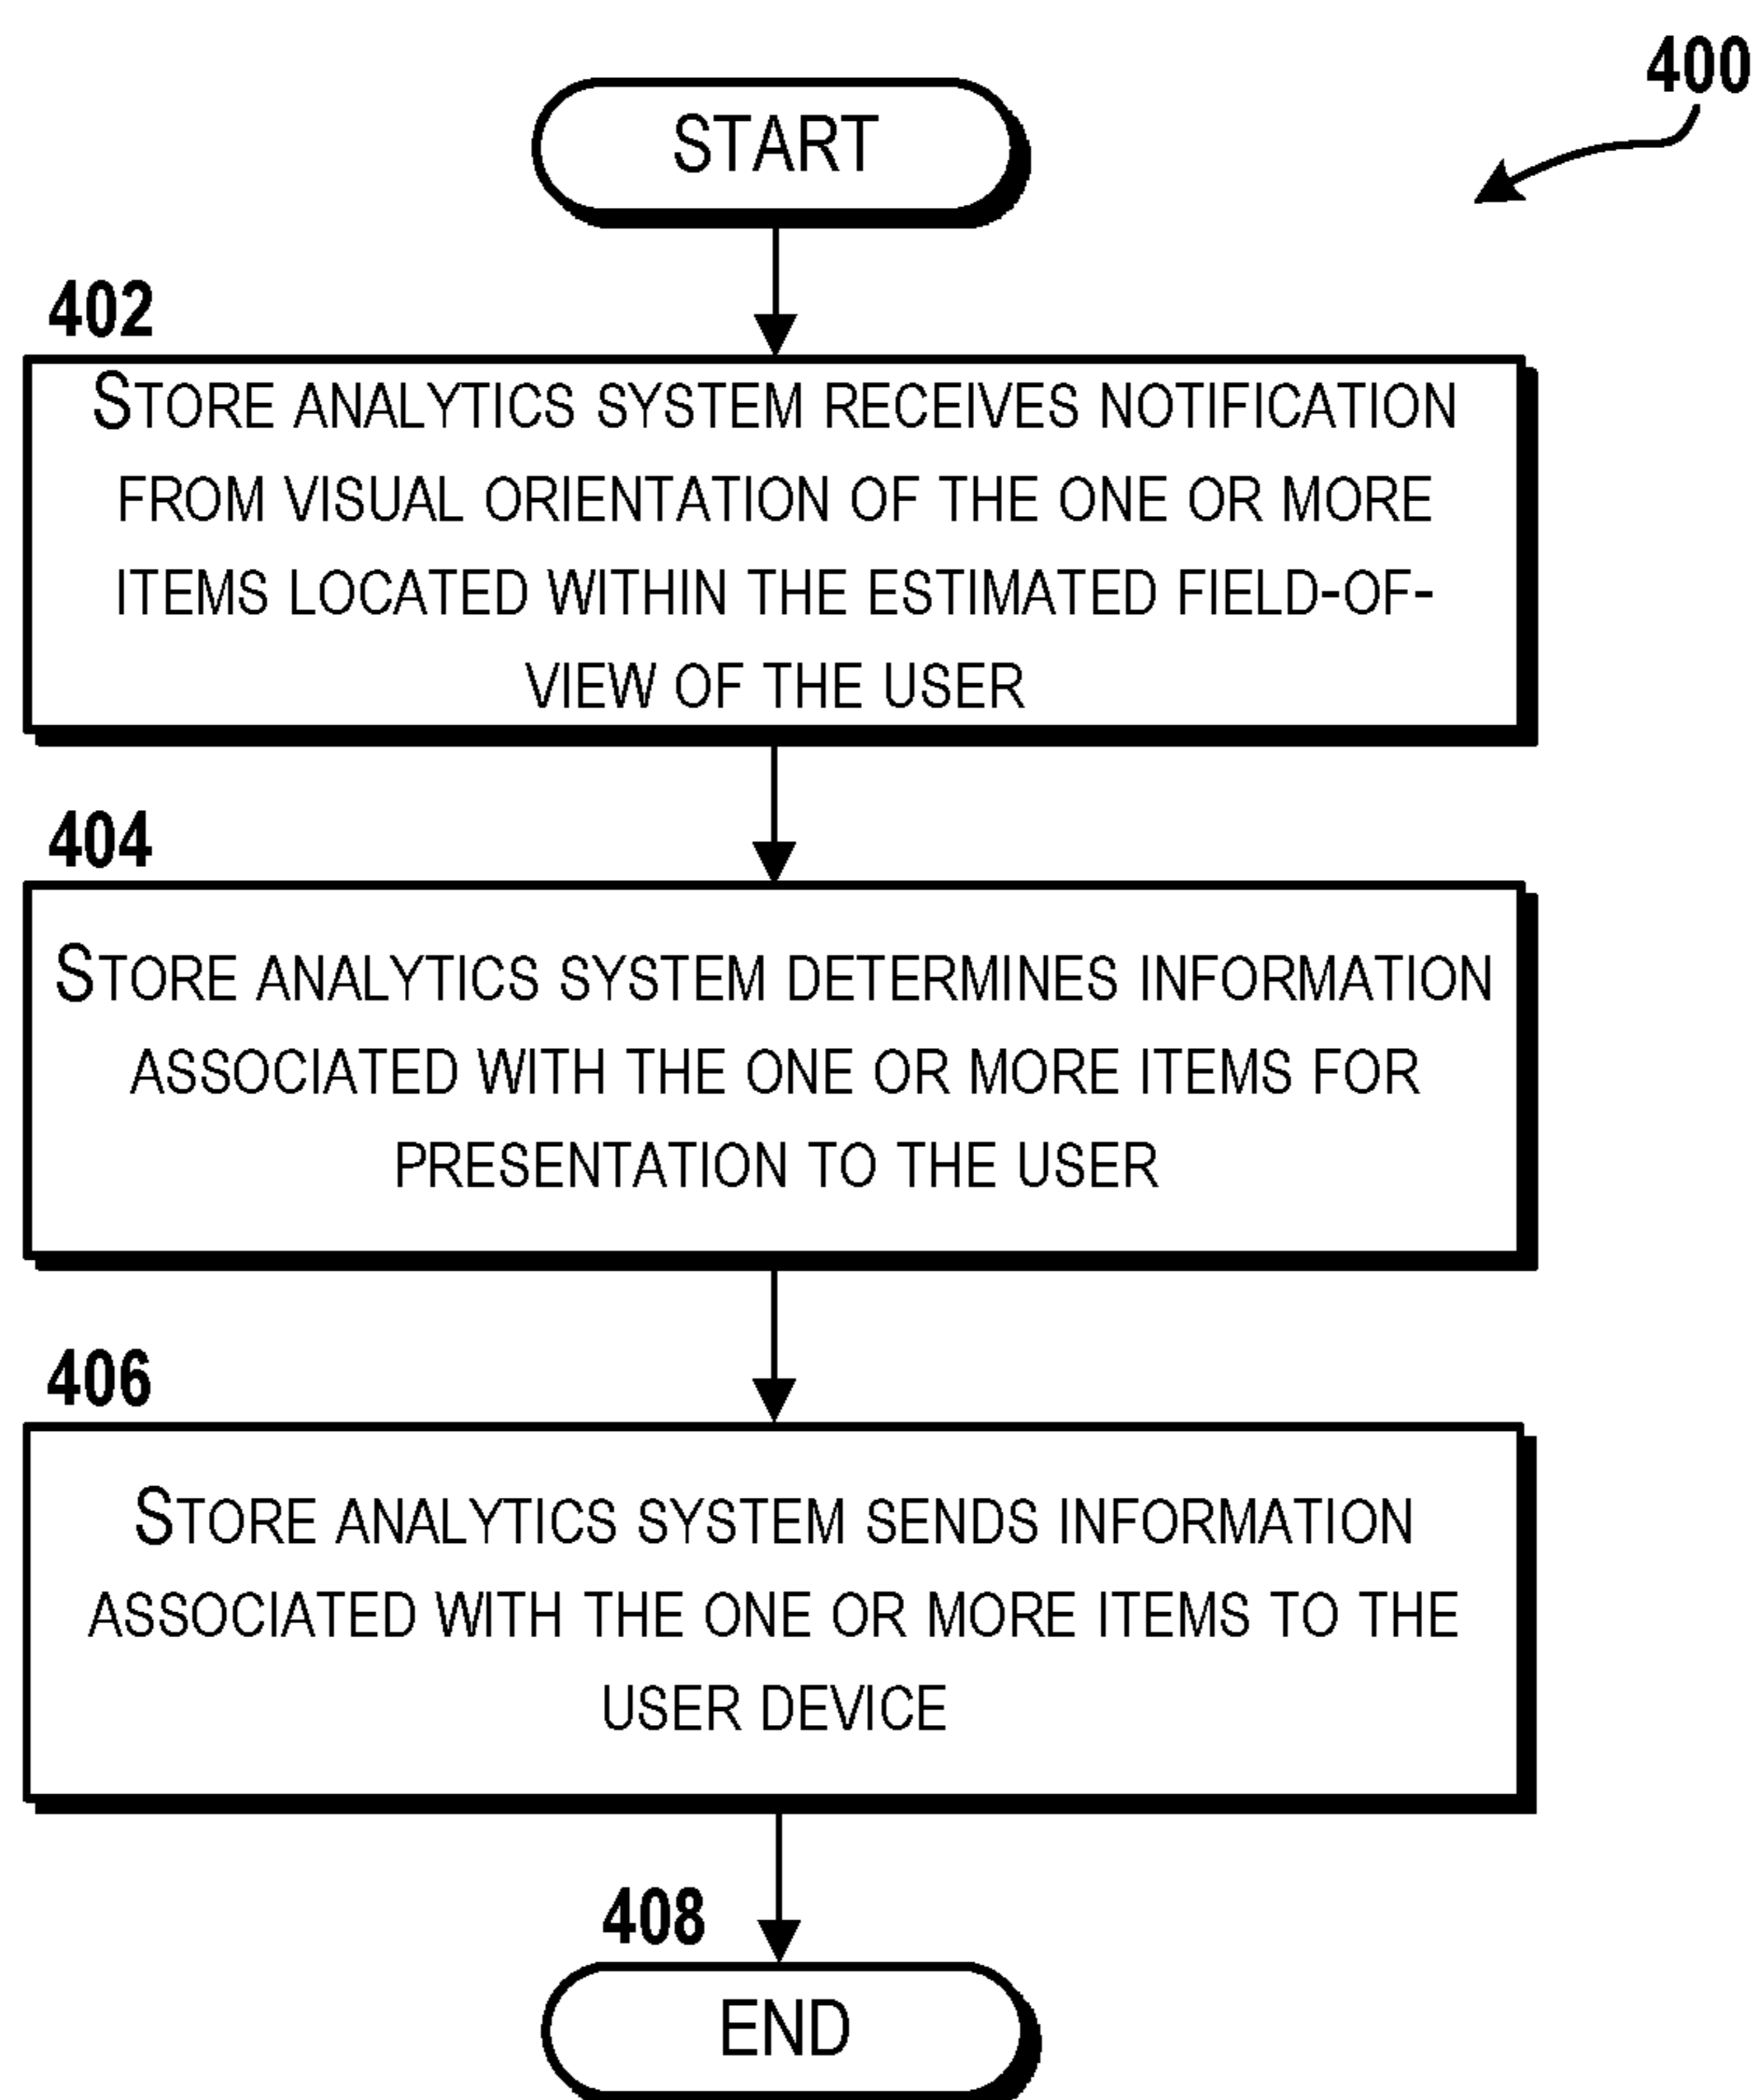 400
START
402
STORE ANALYTICS SYSTEM RECEIVES NOTIFICATION
FROM VISUAL ORIENTATION OF THE ONE OR MORE
ITEMS LOCATED WITHIN THE ESTIMATED FIELD-OF-
VIEW OF THE USER
404
STORE ANALYTICS SYSTEM DETERMINES INFORMATION
ASSOCIATED WITH THE ONE OR MORE ITEMS FOR
PRESENTATION TO THE USER
406
STORE ANALYTICS SYSTEM SENDS INFORMATION
ASSOCIATED WITH THE ONE OR MORE ITEMS TO THE
USER DEVICE
408
END